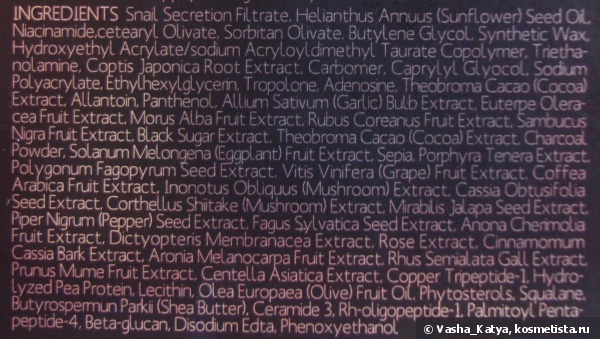 INGREDIENTS Snail Secretion Filtrate, Helianthus Annuus (Sunflower) Seed Oil,
Niacinamide,cetearyl Olivate, Sorbitan Olivate, Butylene Glycol, Synthetic Wax,
Hydroxyethyl Acrylate/sodium Acryloyldimethyl Taurate Copolymer, Trietha-
nolamine, Coptis Japonica Root Extract, Carbomer, Caprylyl Glyocol, Sodium
Polyacrylate, Ethylhexylglycerin, Tropolone, Adenosine, Theobroma Cacao (Cocoa)
Extract, Allantoin, Panthenol, Allium Sativum (Garlic) Bulb Extract, Euterpe Olera-
cea Fruit Extract, Morus Alba Fruit Extract, Rubus Coreanus Fruit Extract, Sambucus
Nigra Fruit Extract, Black Sugar Extract, Theobroma Cacao (Cocoa) Extract, Charcoal
Powder, Solanum Melongena (Eggplant) Fruit Extract, Sepia, Porphyra Tenera Extract,
Polygonum Fagopyrum Seed Extract, Vitis Vinifera (Grape) Fruit Extract, Coffea
Arabica Fruit Extract, Inonotus Obliquus (Mushroom) Extract, Cassia Obtusifolia
Seed Extract, Corthellus Shiitake (Mushroom) Extract, Mirabilis Jalapa Seed Extract,
Piper Nigrum (Pepper) Seed Extract, Fagus Sylvatica Seed Extract, Anona Cherimolia
Fruit Extract, Dictyopteris Membranacea Extract, Rose Extract, Cinnamomum
Cassia Bark Extract, Aronia Melanocarpa Fruit Extract, Rhus Semialata Gall Extract,
Prunus Mume Fruit Extract, Centella Asiatica Extract, Copper Tripeptide-1, Hydro-
lyzed Pea Protein, Lecithin, Olea Europaea (Olive) Fruit Oil, Phytosterols, Squalane,
Butyrospermun Parkii (Shea Butter), Ceramide 3, Rh-oligopeptide-1, Palmitoyl Penta-
peptide-4, Beta-glucan, Disodium Edta, Phenoxyethanol
© Vasha_Katya, kosmetista.ru